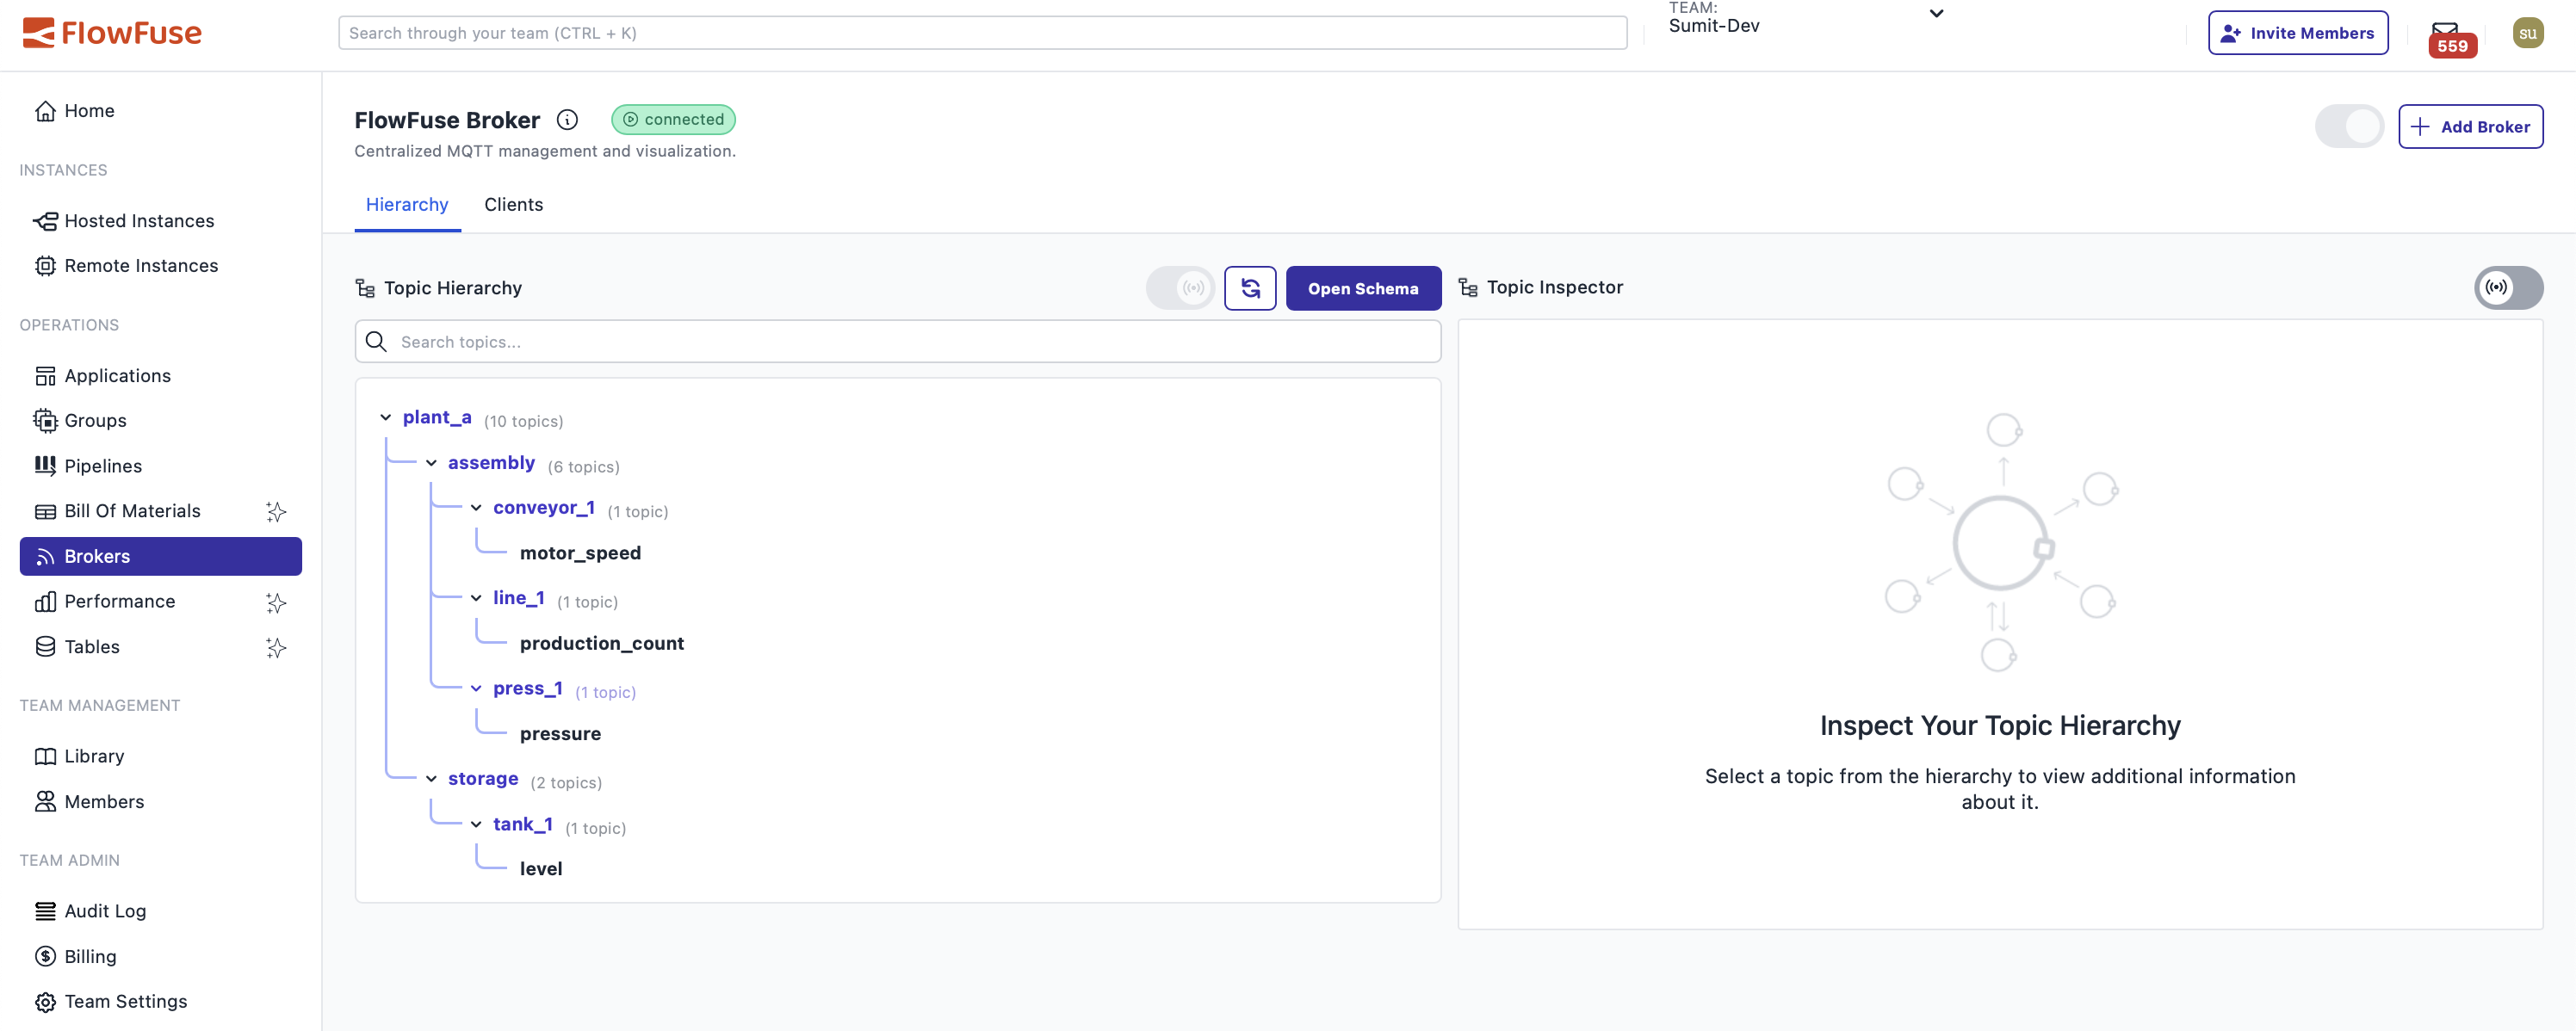 FlowFuse
Search through your team (CTRL + K)
TEAM:
Sumit-Dev
Invite Members
559
su
Home
INSTANCES
Hosted Instances
Remote Instances
OPERATIONS
Applications
Groups
Pipelines
Bill Of Materials
Brokers
Performance
Tables
TEAM MANAGEMENT
Library
Members
TEAM ADMIN
Audit Log
Billing
Team Settings
FlowFuse Broker
connected
Centralized MQTT management and visualization.
Add Broker
Hierarchy
Clients
Topic Hierarchy
Open Schema
Search topics...
plant_a (10 topics)
assembly (6 topics)
conveyor_1 (1 topic)
motor_speed
line_1 (1 topic)
production_count
press_1 (1 topic)
pressure
storage (2 topics)
tank_1 (1 topic)
level
Topic Inspector
Inspect Your Topic Hierarchy
Select a topic from the hierarchy to view additional information
about it.